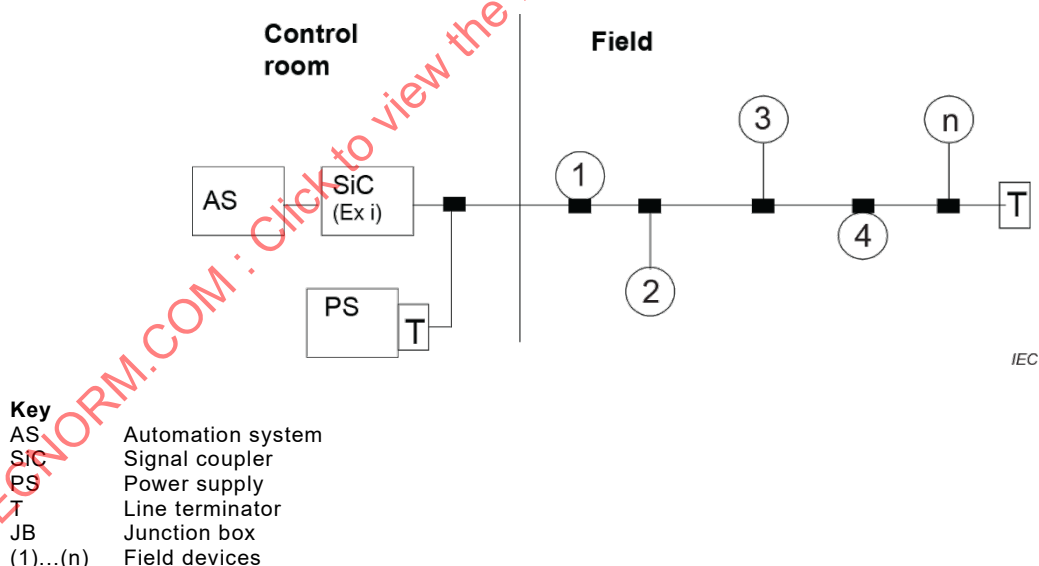 Control
room
Field
AS
SiC
(Ex i)
PS
T
1
2
3
4
n
T
IEC
Key
AS Automation system
SiC Signal coupler
PS Power supply
T Line terminator
JB Junction box
(1)...(n) Field devices
ECNORM.COM : Click to view the